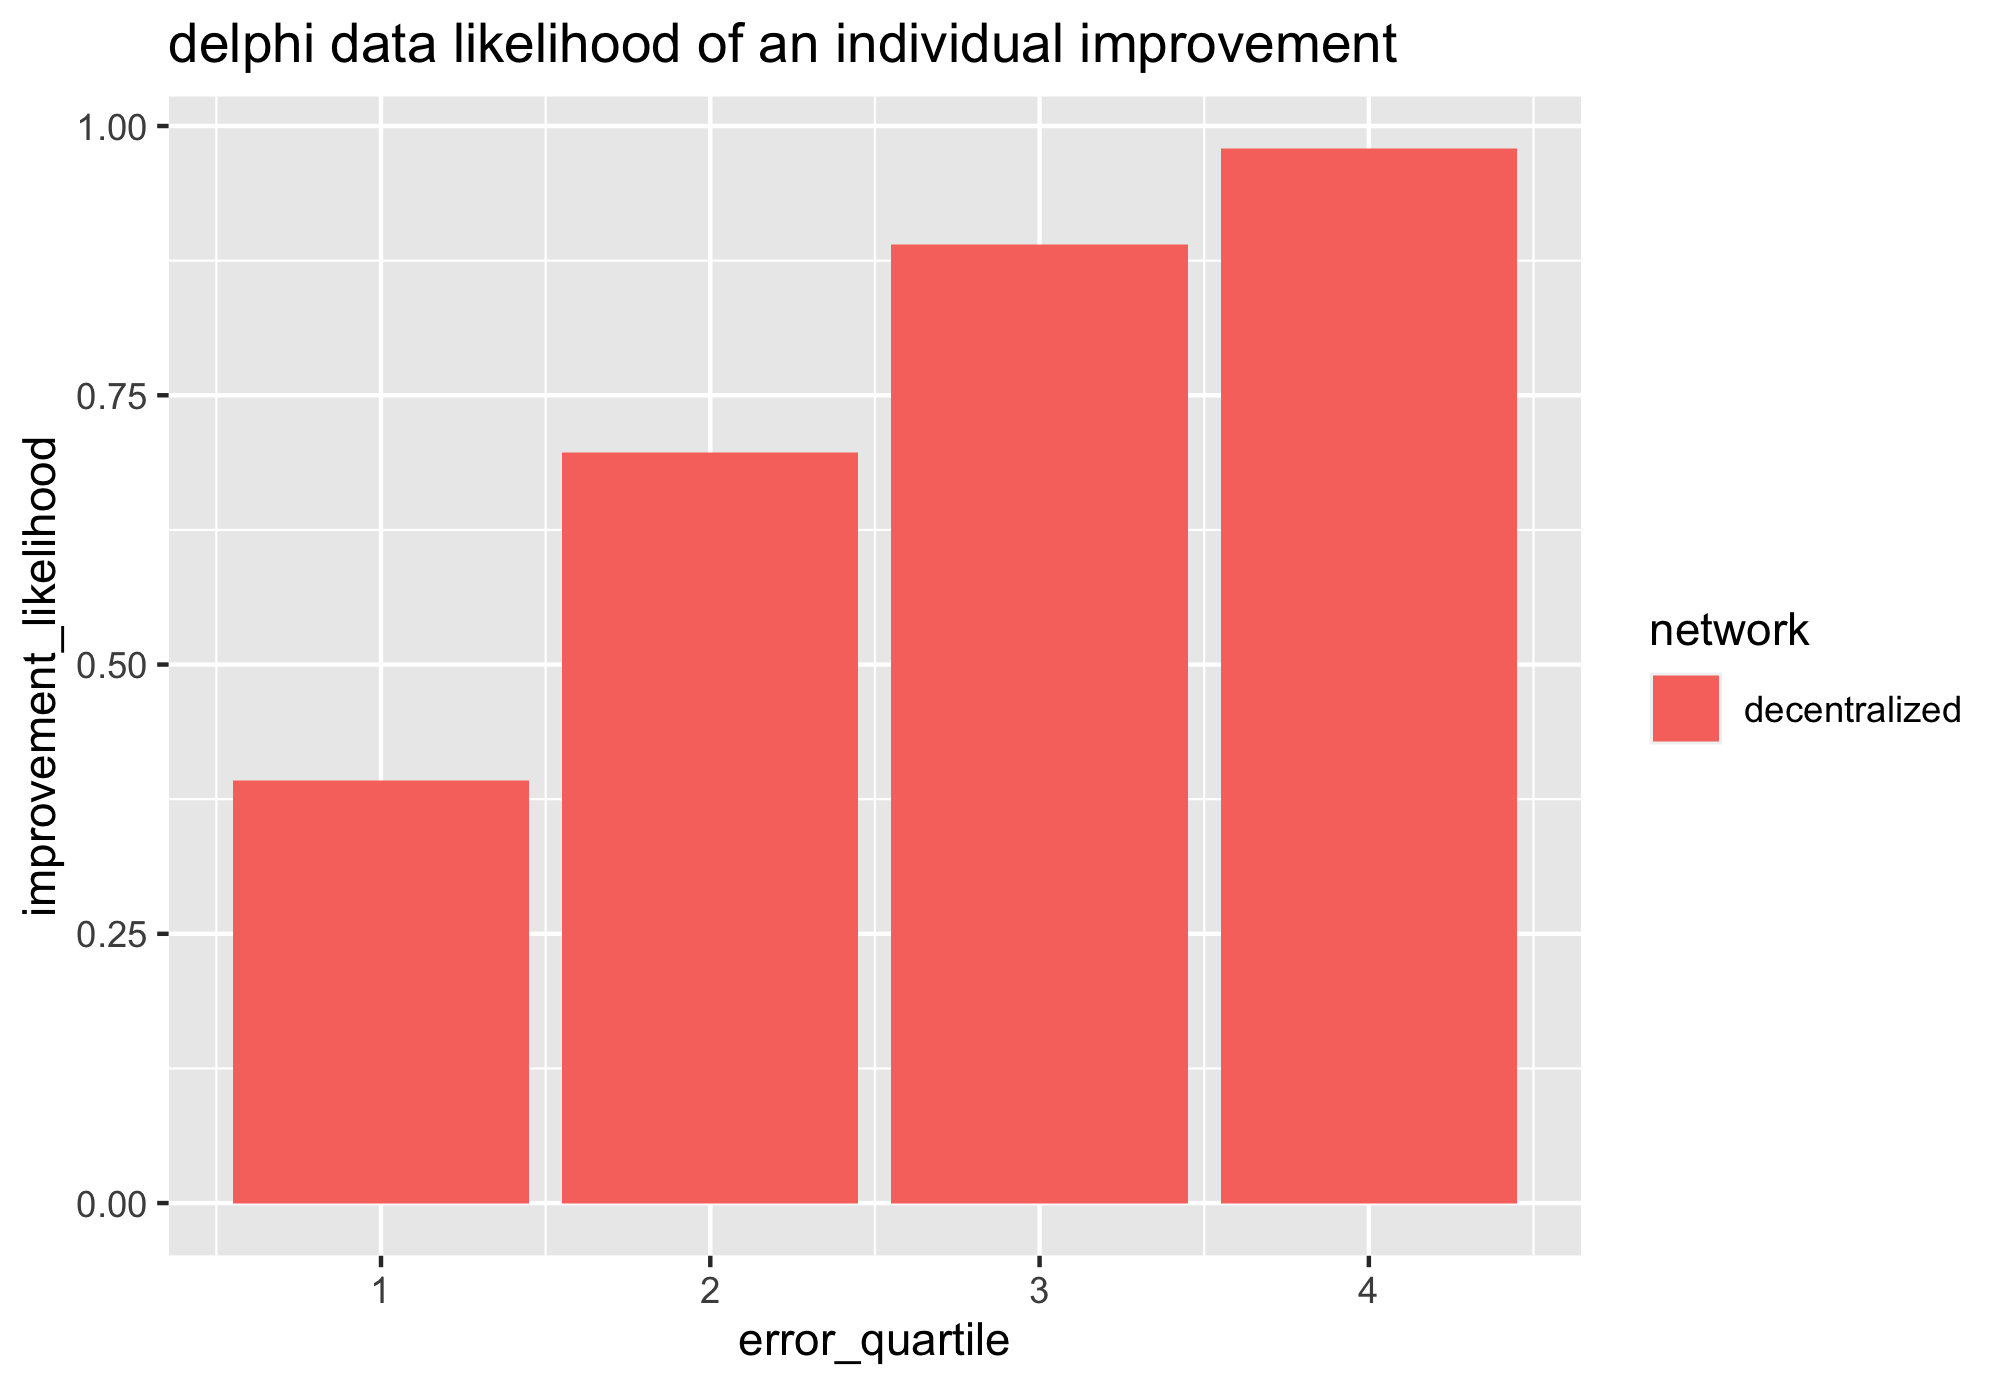 delphi data likelihood of an individual improvement
1.00
0.75
0.50
0.25
0.00
improvement_likelihood
1
2
3
4
error_quartile
network
decentralized